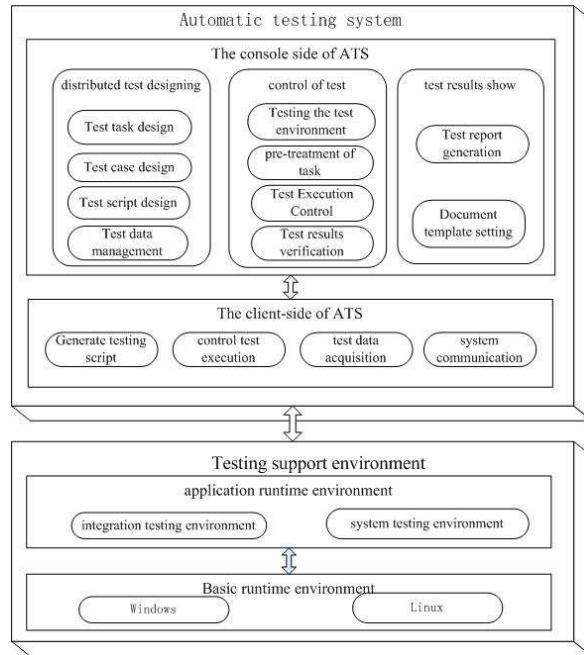 Automatic testing system
The console side of ATS
distributed test designing
Test task design
Test case design
Test script design
Test data
management
control of test
Testing the test
environment
pre-treatment of
task
Test Execution
Control
Test results
verification
test results show
Test report
generation
Document
template setting
The client-side of ATS
Generate testing
script
control test
execution
test data
acquisition
system
communication
Testing support environment
application runtime environment
integration testing environment
system testing environment
Basic runtime environment
Windows
Linux